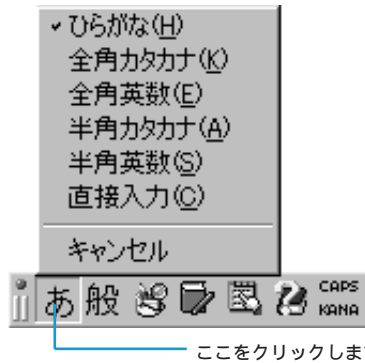 ✓ひらがな(H)
全角カタカナ(K)
全角英数(E)
半角カタカナ(A)
半角英数(S)
直接入力(C)
キャンセル
あ 般 CAPS
KANA
ここをクリックしま